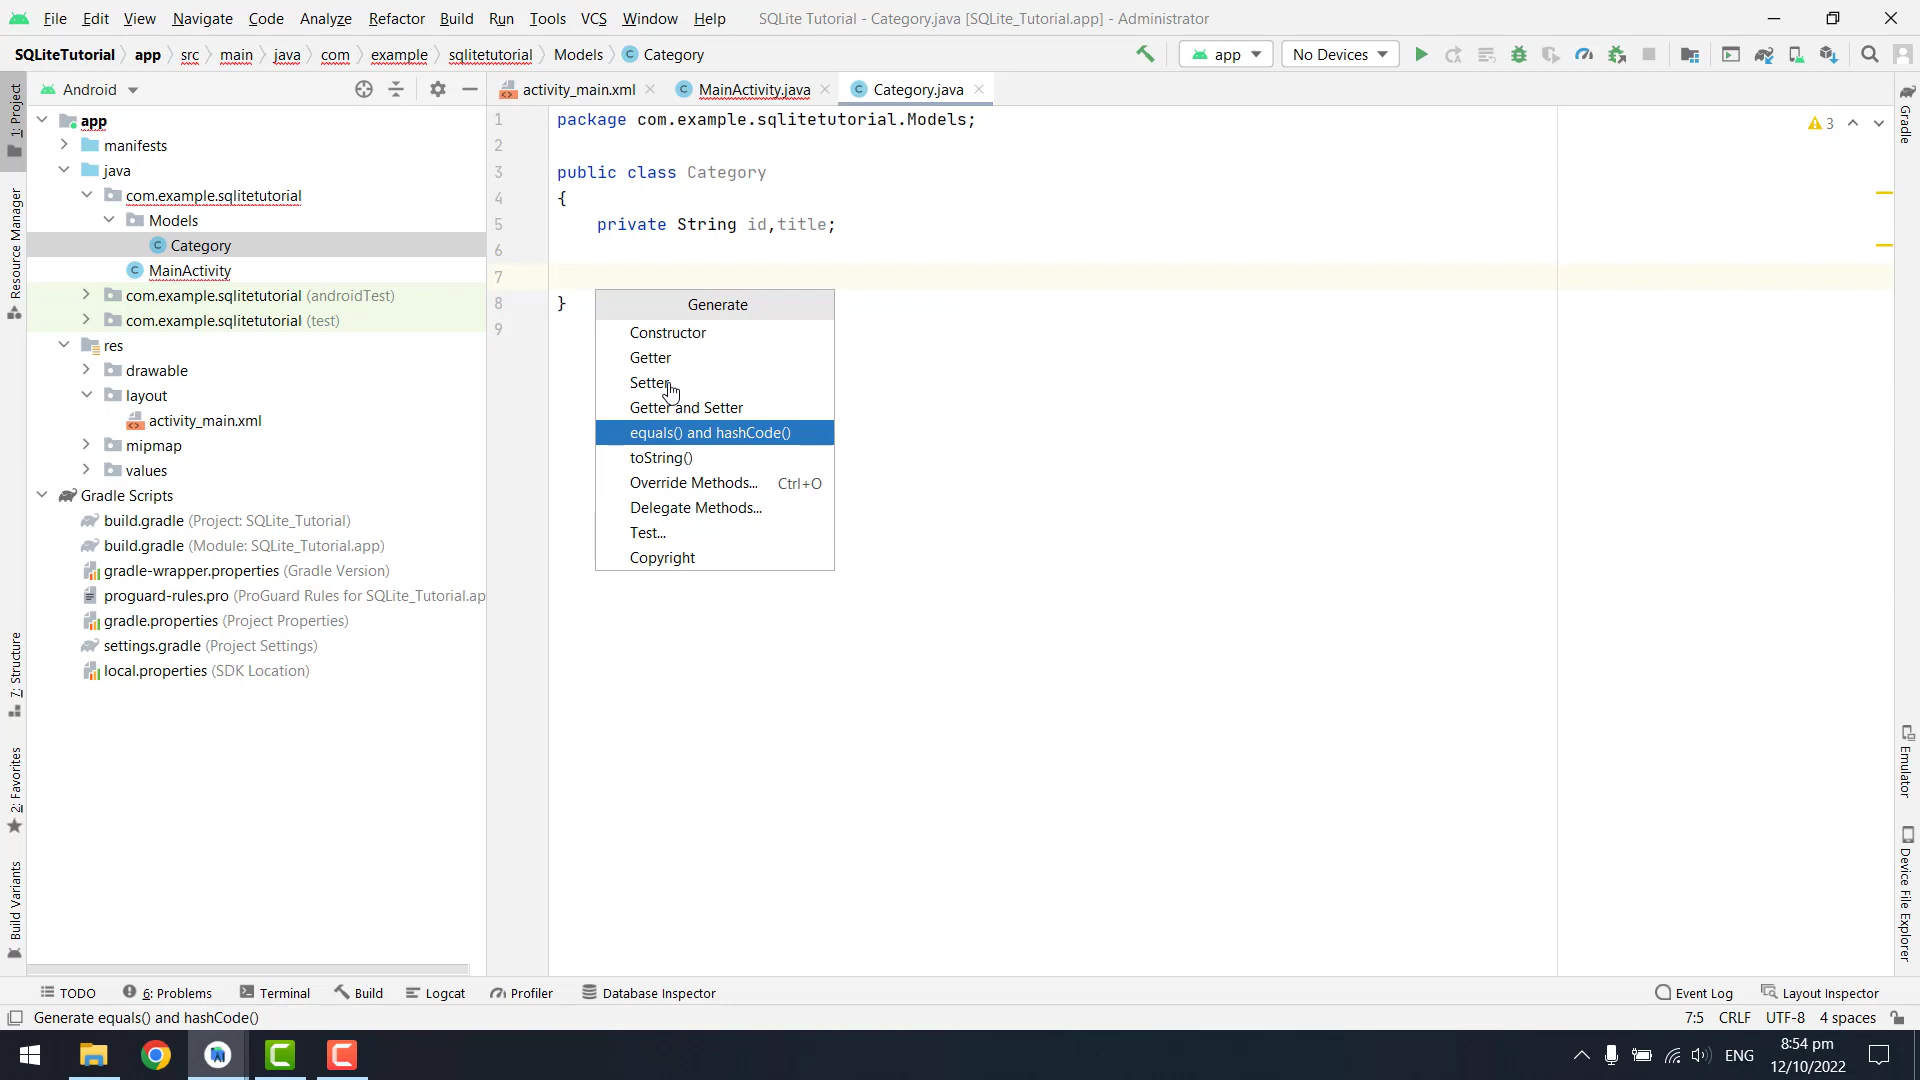 File Edit View Navigate Code Analyze Refactor Build Run Tools VCS Window Help SQLite Tutorial - Category.java [SQLite_Tutorial.app] - Administrator
SQLiteTutorial app src main java com example sqlitetutorial Models Category app No Devices
Android activity_main.xml MainActivity.java Category.java
1: Project
Resource Manager
7: Structure
2: Favorites
Build Variants
app
manifests
java
com.example.sqlitetutorial
Models
Category
MainActivity
com.example.sqlitetutorial (androidTest)
com.example.sqlitetutorial (test)
res
drawable
layout
activity_main.xml
mipmap
values
Gradle Scripts
build.gradle (Project: SQLite_Tutorial)
build.gradle (Module: SQLite_Tutorial.app)
gradle-wrapper.properties (Gradle Version)
proguard-rules.pro (ProGuard Rules for SQLite_Tutorial.ap
gradle.properties (Project Properties)
settings.gradle (Project Settings)
local.properties (SDK Location)
1 package com.example.sqlitetutorial.Models;
2
3 public class Category
4 {
5 private String id,title;
6
7
8 }
9
3
Generate
Constructor
Getter
Setter
Getter and Setter
equals() and hashCode()
toString()
Override Methods... Ctrl+O
Delegate Methods...
Test...
Copyright
Gradle
Emulator
Device File Explorer
TODO 6: Problems Terminal Build Logcat Profiler Database Inspector Event Log Layout Inspector
Generate equals() and hashCode() 7:5 CRLF UTF-8 4 spaces
ENG
8:54 pm
12/10/2022